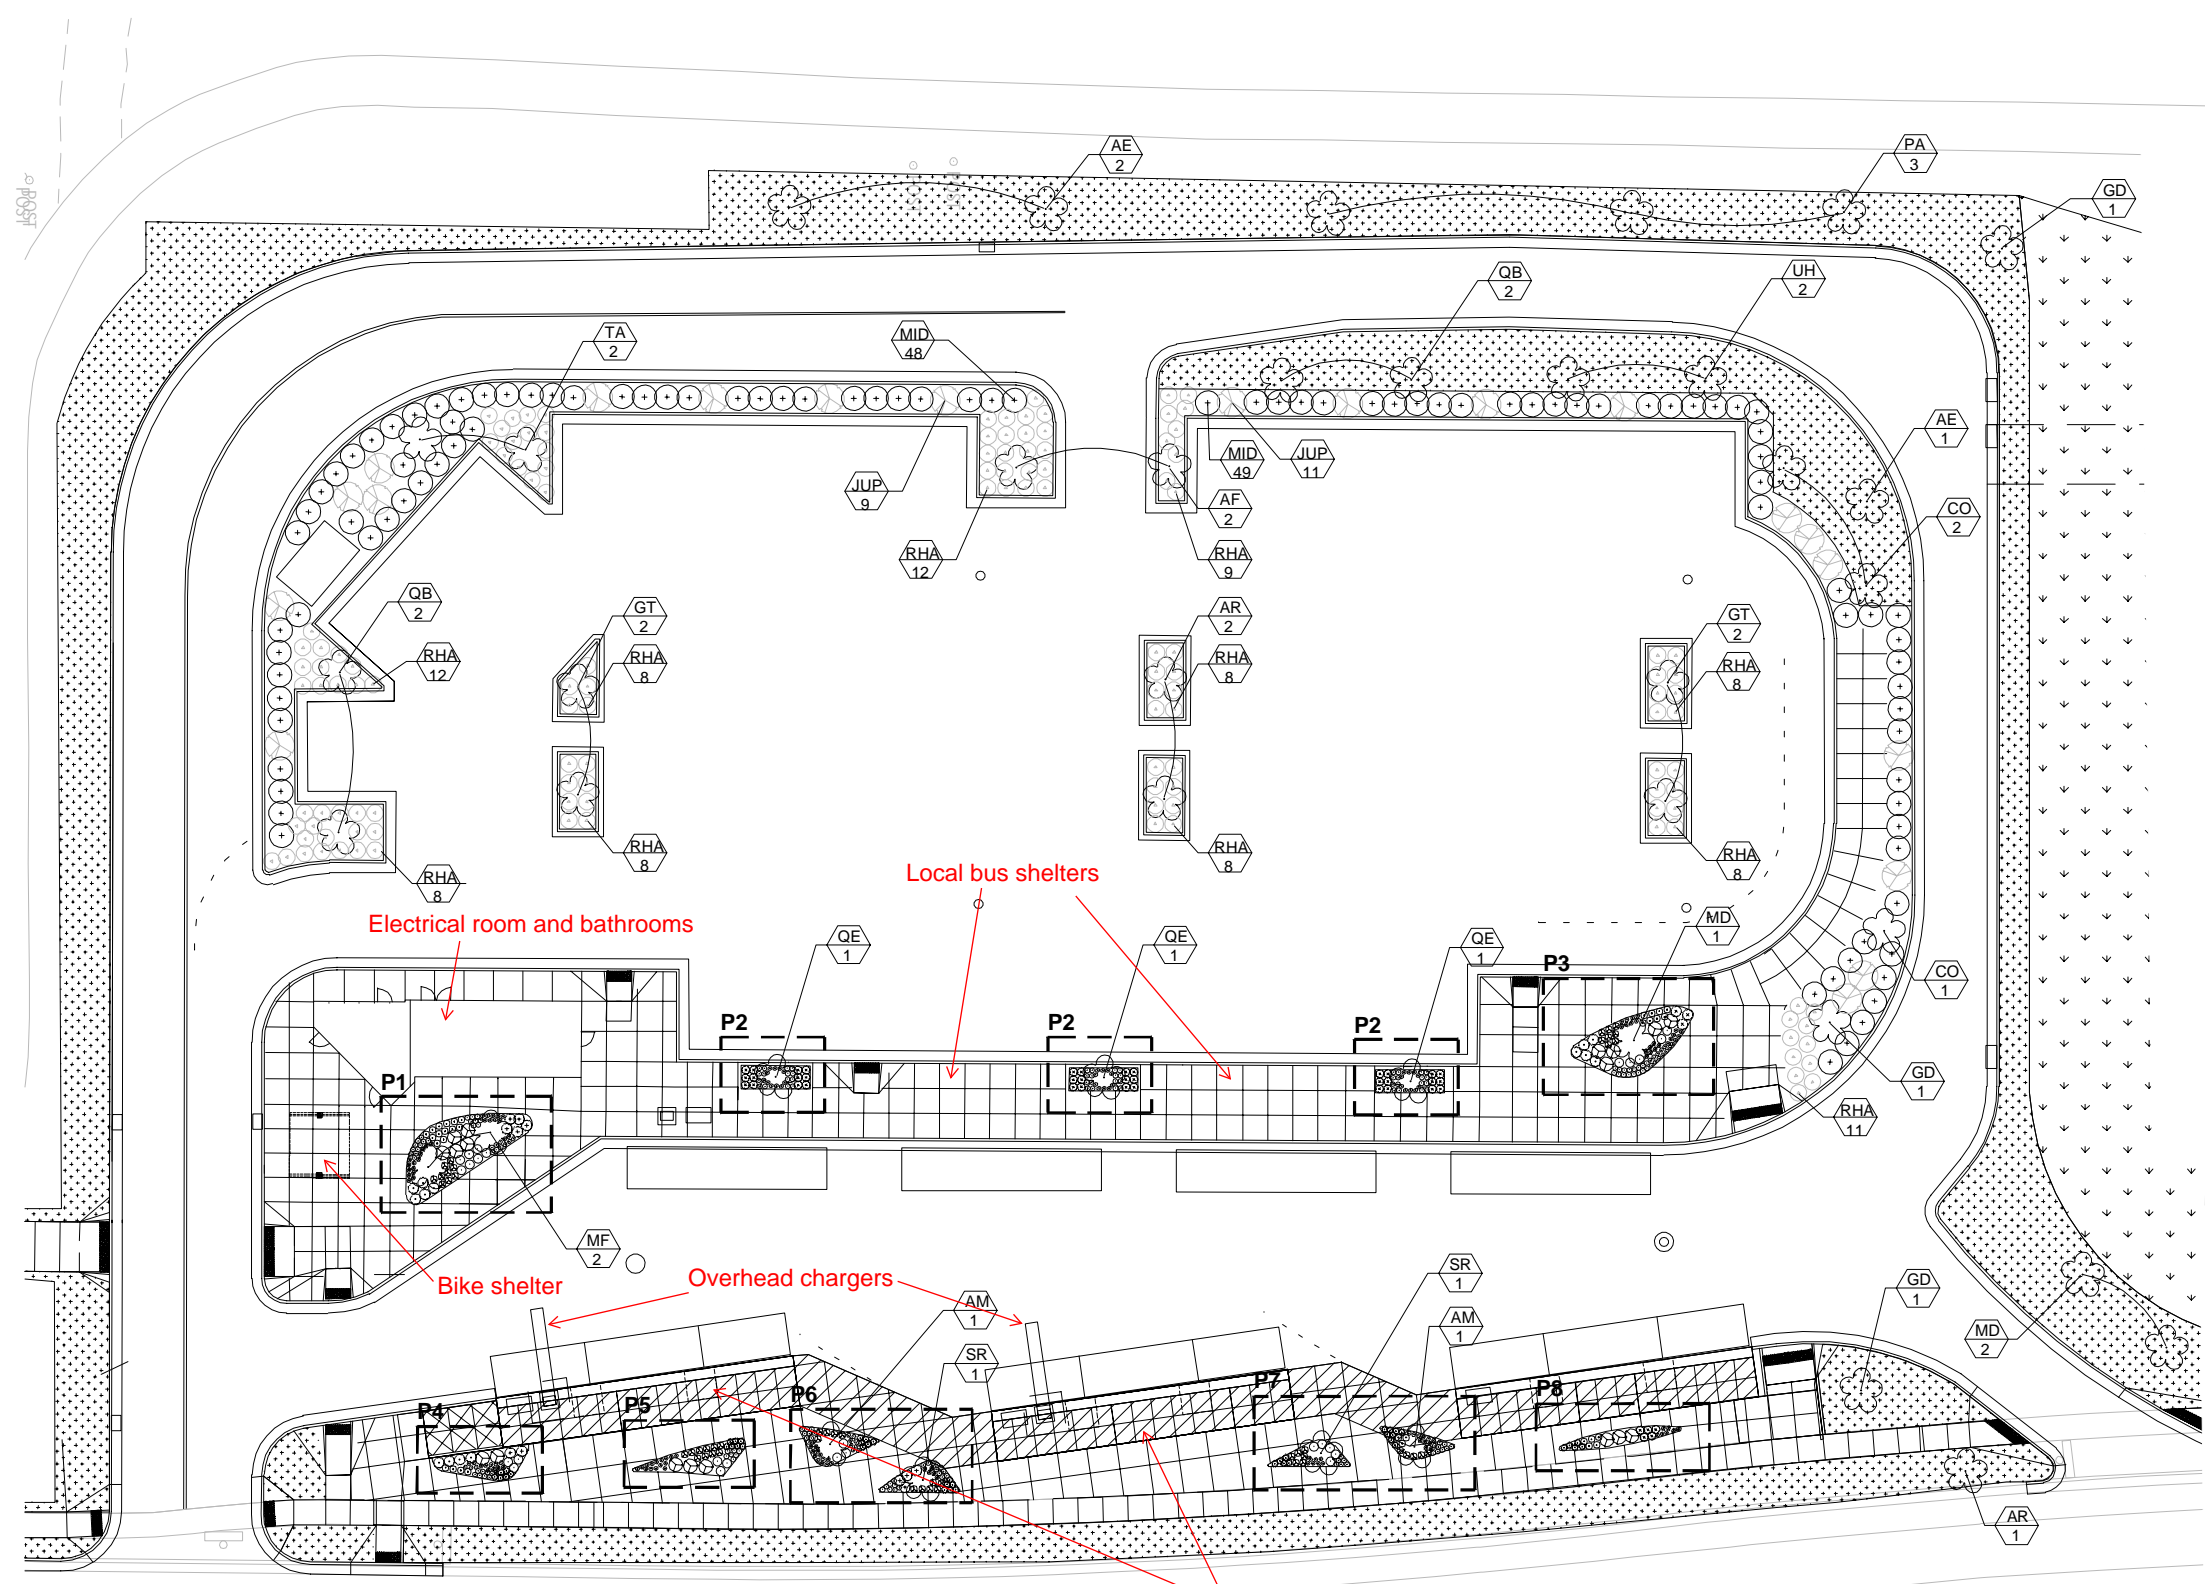 AE
2
PA
3
GD
1
POST
QB
2
UH
2
TA
2
MID
48
AE
1
MID
49
JUP
11
JUP
9
AF
2
CO
2
RHA
12
RHA
9
QB
2
GT
2
AR
2
GT
2
RHA
12
RHA
8
RHA
8
RHA
8
RHA
8
RHA
8
RHA
8
RHA
8
Local bus shelters
Electrical room and bathrooms
QE
1
QE
1
QE
1
MD
1
P3
CO
1
P2
P2
P2
P1
GD
1
RHA
11
MF
2
Bike shelter
Overhead chargers
AM
1
SR
1
SR
1
AM
1
GD
1
MD
2
P4
P5
P6
P7
P8
AR
1